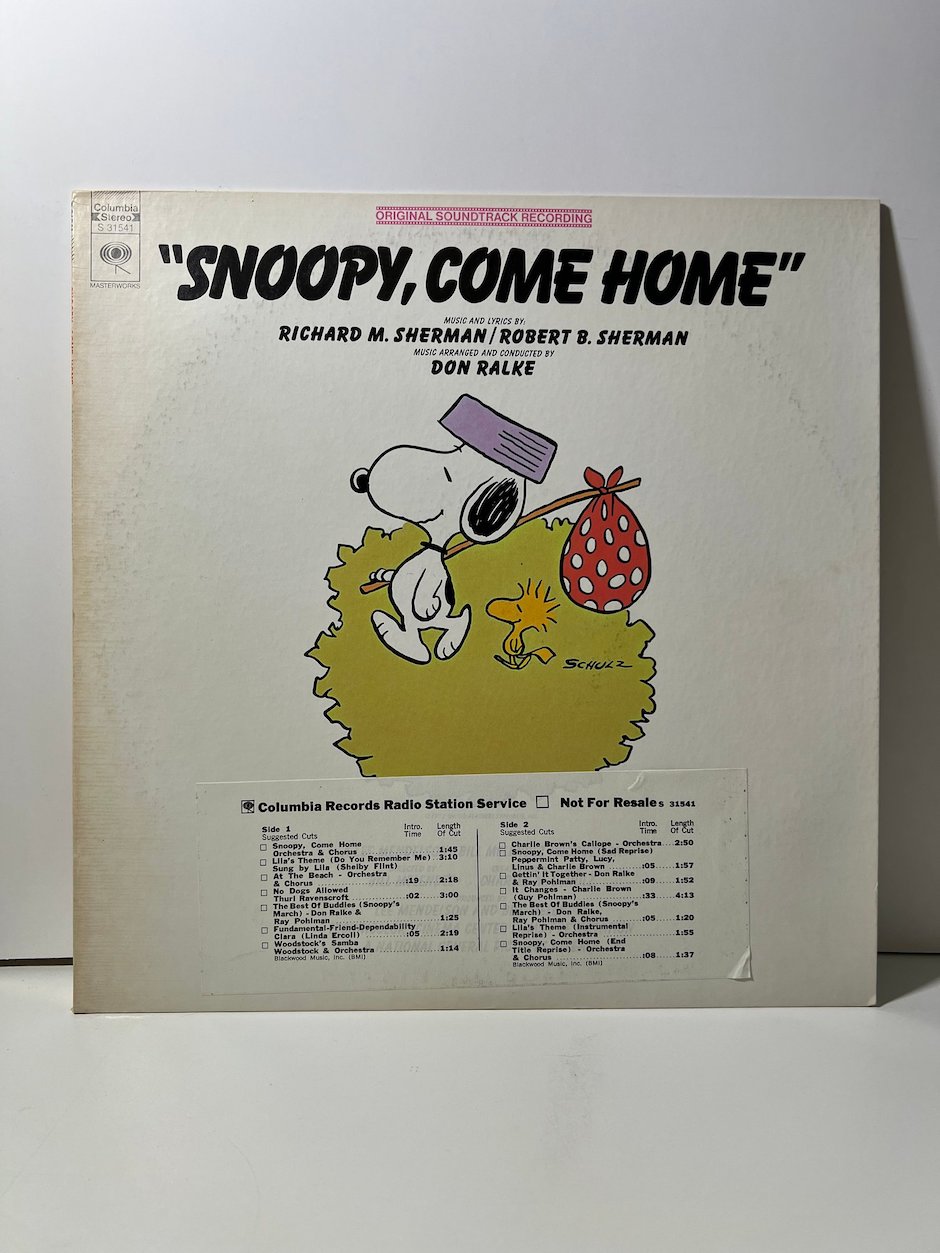 Columbia
Stereo
S 31541
MASTERWORKS
ORIGINAL SOUNDTRACK RECORDING
"SNOOPY, COME HOME"
MUSIC AND LYRICS BY:
RICHARD M. SHERMAN/ROBERT B. SHERMAN
MUSIC ARRANGED AND CONDUCTED BY
DON RALKE
SCHULZ
Columbia Records Radio Station Service Not For Resale S 31541
Side 1 Intro. Length
Suggested Cuts Time Of Cut
Snoopy, Come Home
Orchestra & Chorus 1:45
Lila's Theme (Do You Remember Me) 3:10
Sung by Lila (Shelby Flint)
At The Beach - Orchestra
& Chorus :19 2:18
No Dogs Allowed
Thurl Ravenscroft :02 3:00
The Best Of Buddies (Snoopy's
March) - Don Ralke &
Ray Pohlman 1:25
Fundamental-Friend-Dependability
Clara (Linda Ercoll) :05 2:19
Woodstock's Samba
Woodstock & Orchestra 1:14
Blackwood Music, Inc. (BMI)
Side 2 Intro. Length
Suggested Cuts Time Of Cut
Charlie Brown's Caliope - Orchestra 2:50
Snoopy, Come Home (Sad Reprise)
Peppermint Patty, Lucy,
Linus & Charlie Brown :05 1:57
Gettin' It Together - Don Ralke
& Ray Pohlman :09 1:52
It Changes - Charlie Brown
(Guy Pohlman) :33 4:13
The Best Of Buddies (Snoopy's
March) - Don Ralke,
Ray Pohlman & Chorus :05 1:20
Lila's Theme (Instrumental
Reprise) - Orchestra 1:55
Snoopy, Come Home (End
Title Reprise) - Orchestra
& Chorus :08 1:37
Blackwood Music, Inc. (BMI)